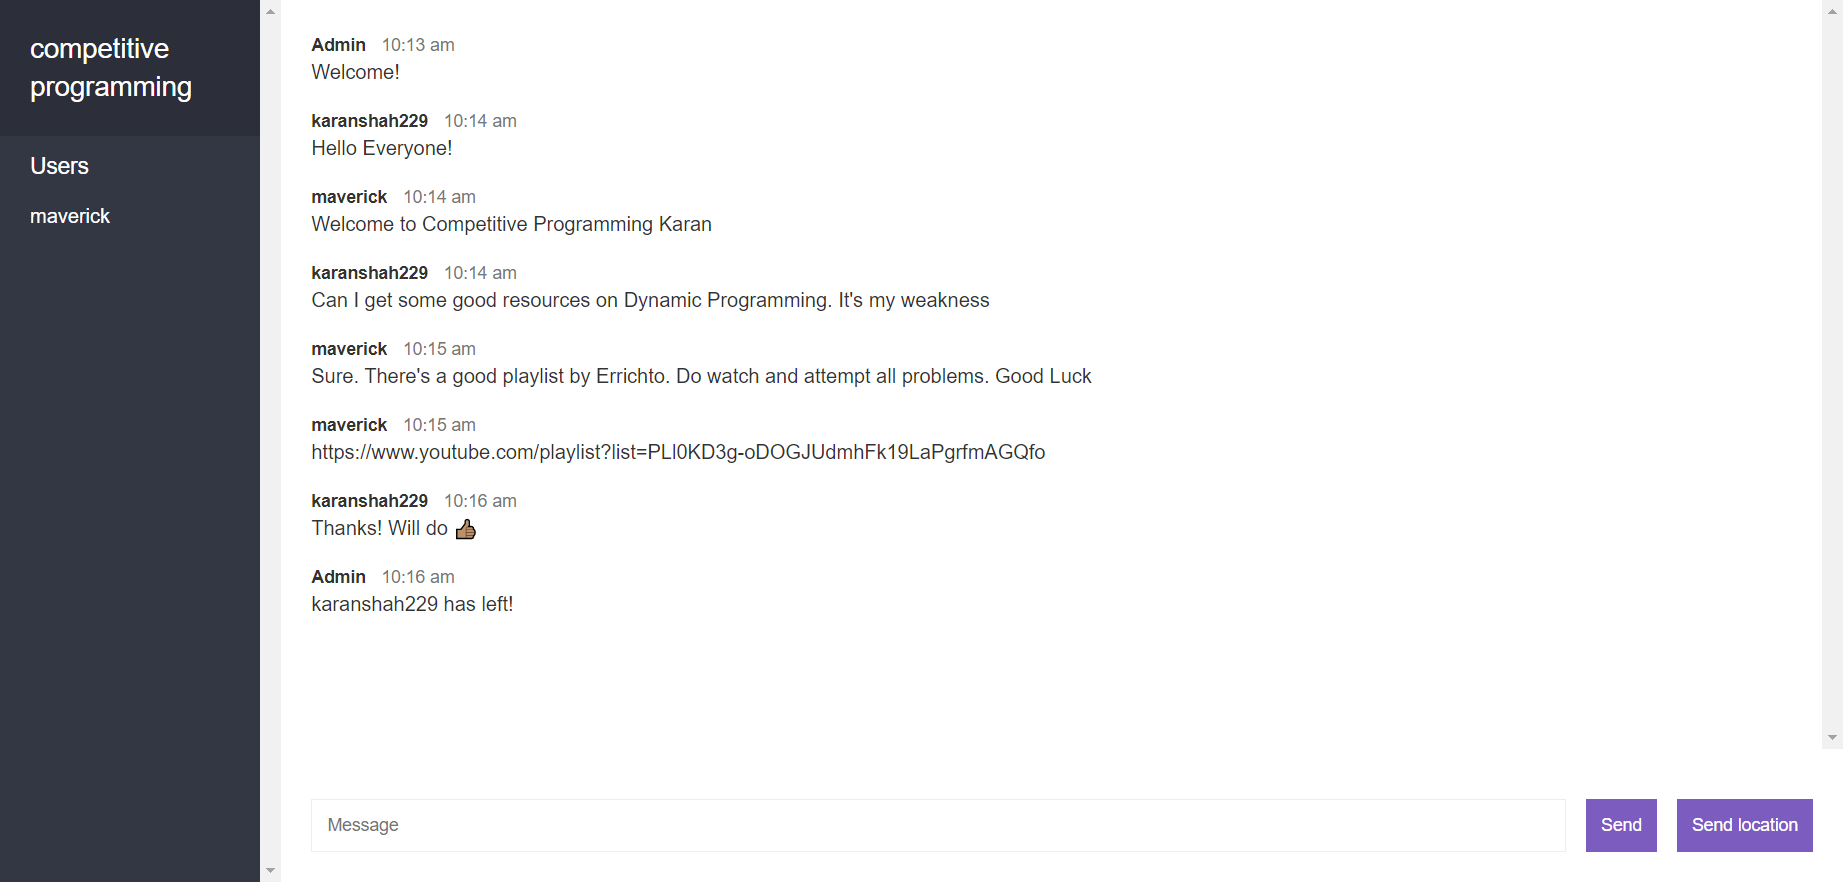 competitive
programming
Users
maverick
Admin 10:13 am
Welcome!
karanshah229 10:14 am
Hello Everyone!
maverick 10:14 am
Welcome to Competitive Programming Karan
karanshah229 10:14 am
Can I get some good resources on Dynamic Programming. It's my weakness
maverick 10:15 am
Sure. There's a good playlist by Errichto. Do watch and attempt all problems. Good Luck
maverick 10:15 am
https://www.youtube.com/playlist?list=PLl0KD3g-oDOGJUdmhFk19LaPgrfmAGQfo
karanshah229 10:16 am
Thanks! Will do 👍🏽
Admin 10:16 am
karanshah229 has left!
Message
Send
Send location